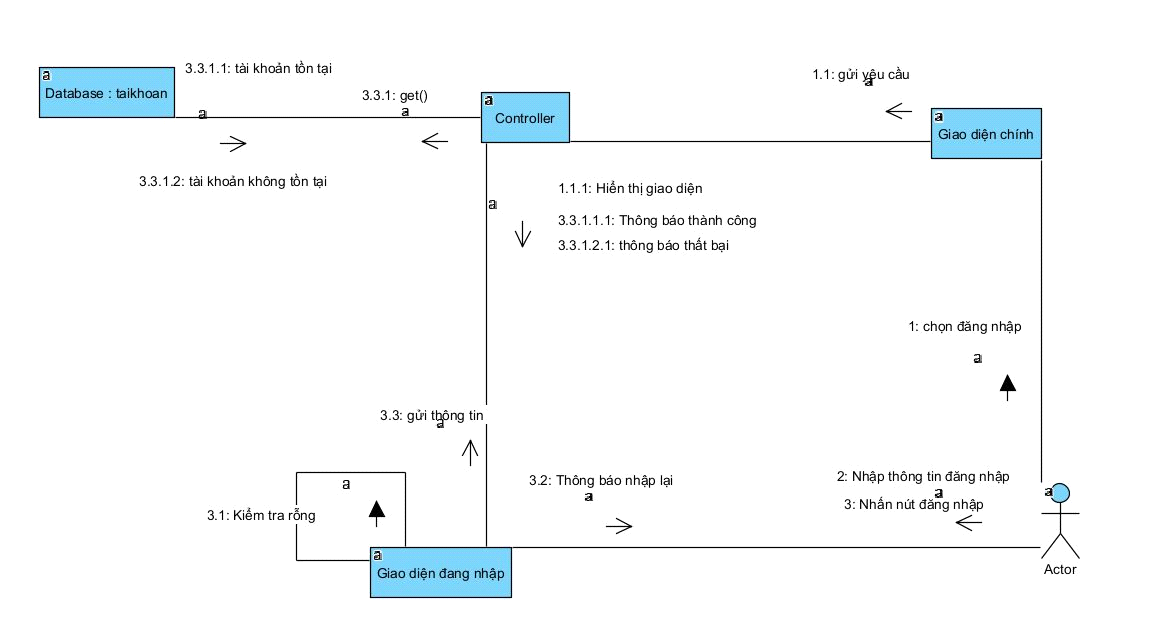 a
3.3.1.1: tài khoản tồn tại
Database : taikhoan
a
3.3.1: get()
a
a
Controller
1.1: gửi yêu cầu
a
a
Giao diện chính
3.3.1.2: tài khoản không tồn tại
a
1.1.1: Hiển thị giao diện
3.3.1.1.1: Thông báo thành công
3.3.1.2.1: thông báo thất bại
1: chọn đăng nhập
a
3.3: gửi thông tin
a
a
3.1: Kiểm tra rỗng
3.2: Thông báo nhập lại
a
2: Nhập thông tin đăng nhập
a
3: Nhấn nút đăng nhập
a
Actor
a
Giao diện đang nhập